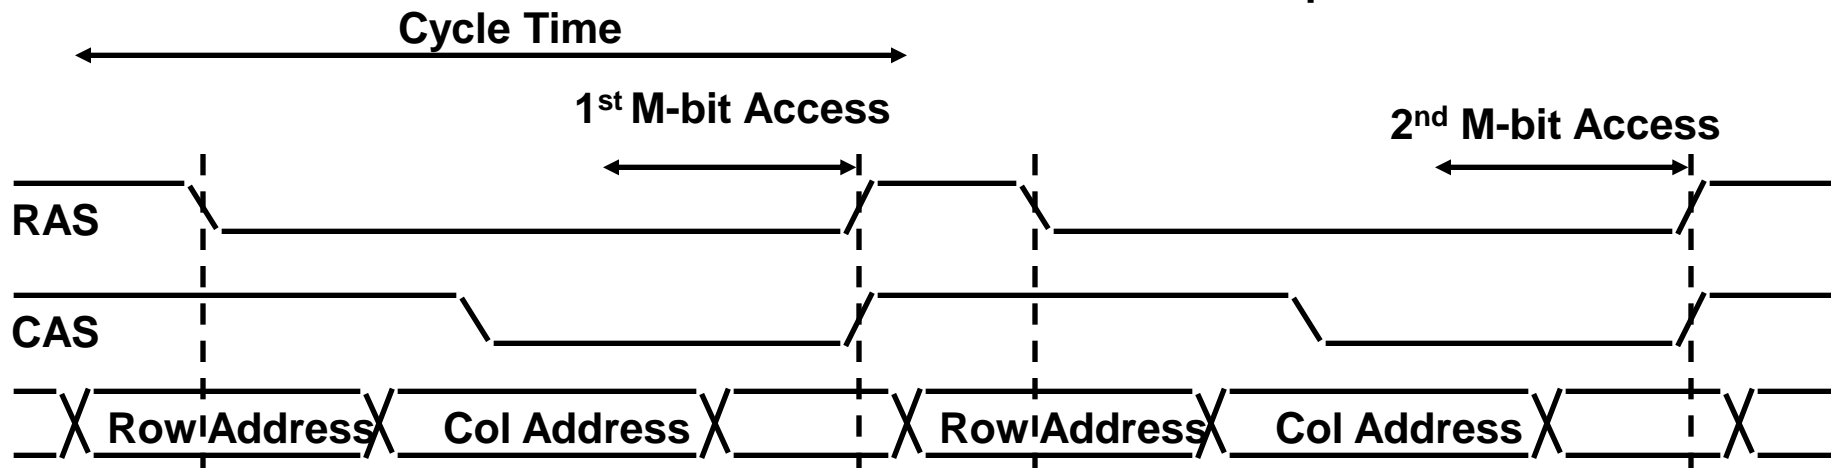 Cycle Time
1st M-bit Access
2nd M-bit Access
RAS
CAS
Row Address Col Address Row Address Col Address